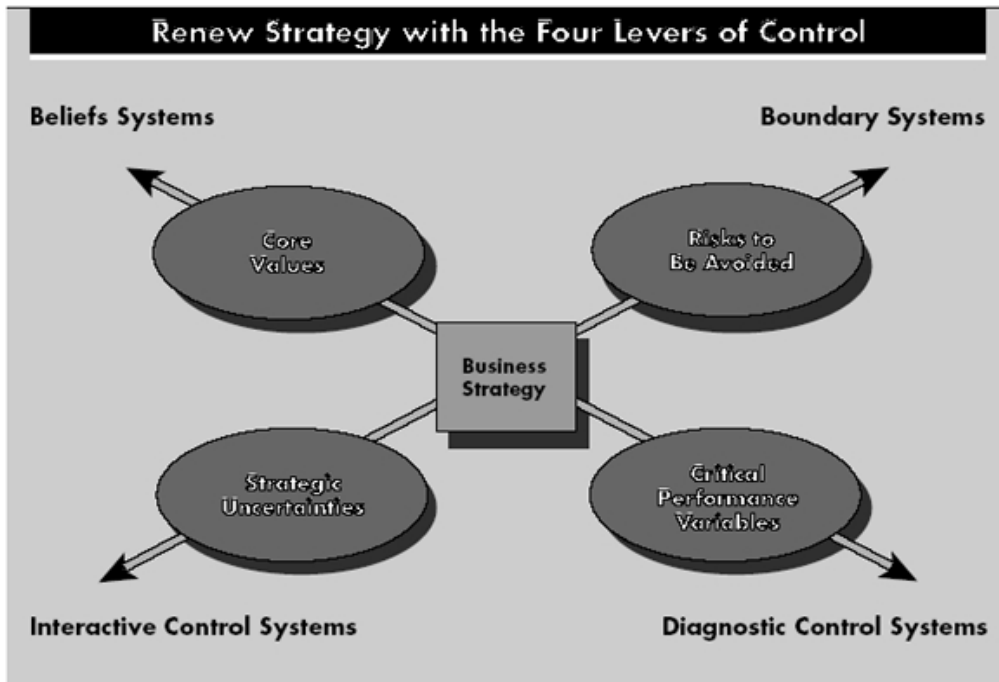 Renew Strategy with the Four Levers of Control
Beliefs Systems
Boundary Systems
Core
Values
Risks to
Be Avoided
Business
Strategy
Strategic
Uncertainties
Critical
Performance
Variables
Interactive Control Systems
Diagnostic Control Systems